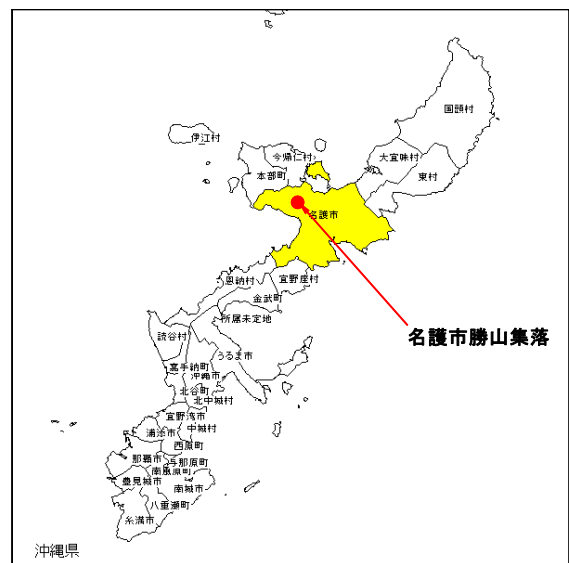 国頭村
伊江村
今帰仁村
大宜味村
本部町
東村
名護市
恩納村
宜野座村
金武町
所属未定地
名護市勝山集落
読谷村
うるま市
嘉手納町
沖縄市
北谷町
北中城村
宜野湾市
中城村
浦添市
西原町
那覇市
与那原町
南風原町
豊見城市
南城市
八重瀬町
糸満市
沖縄県